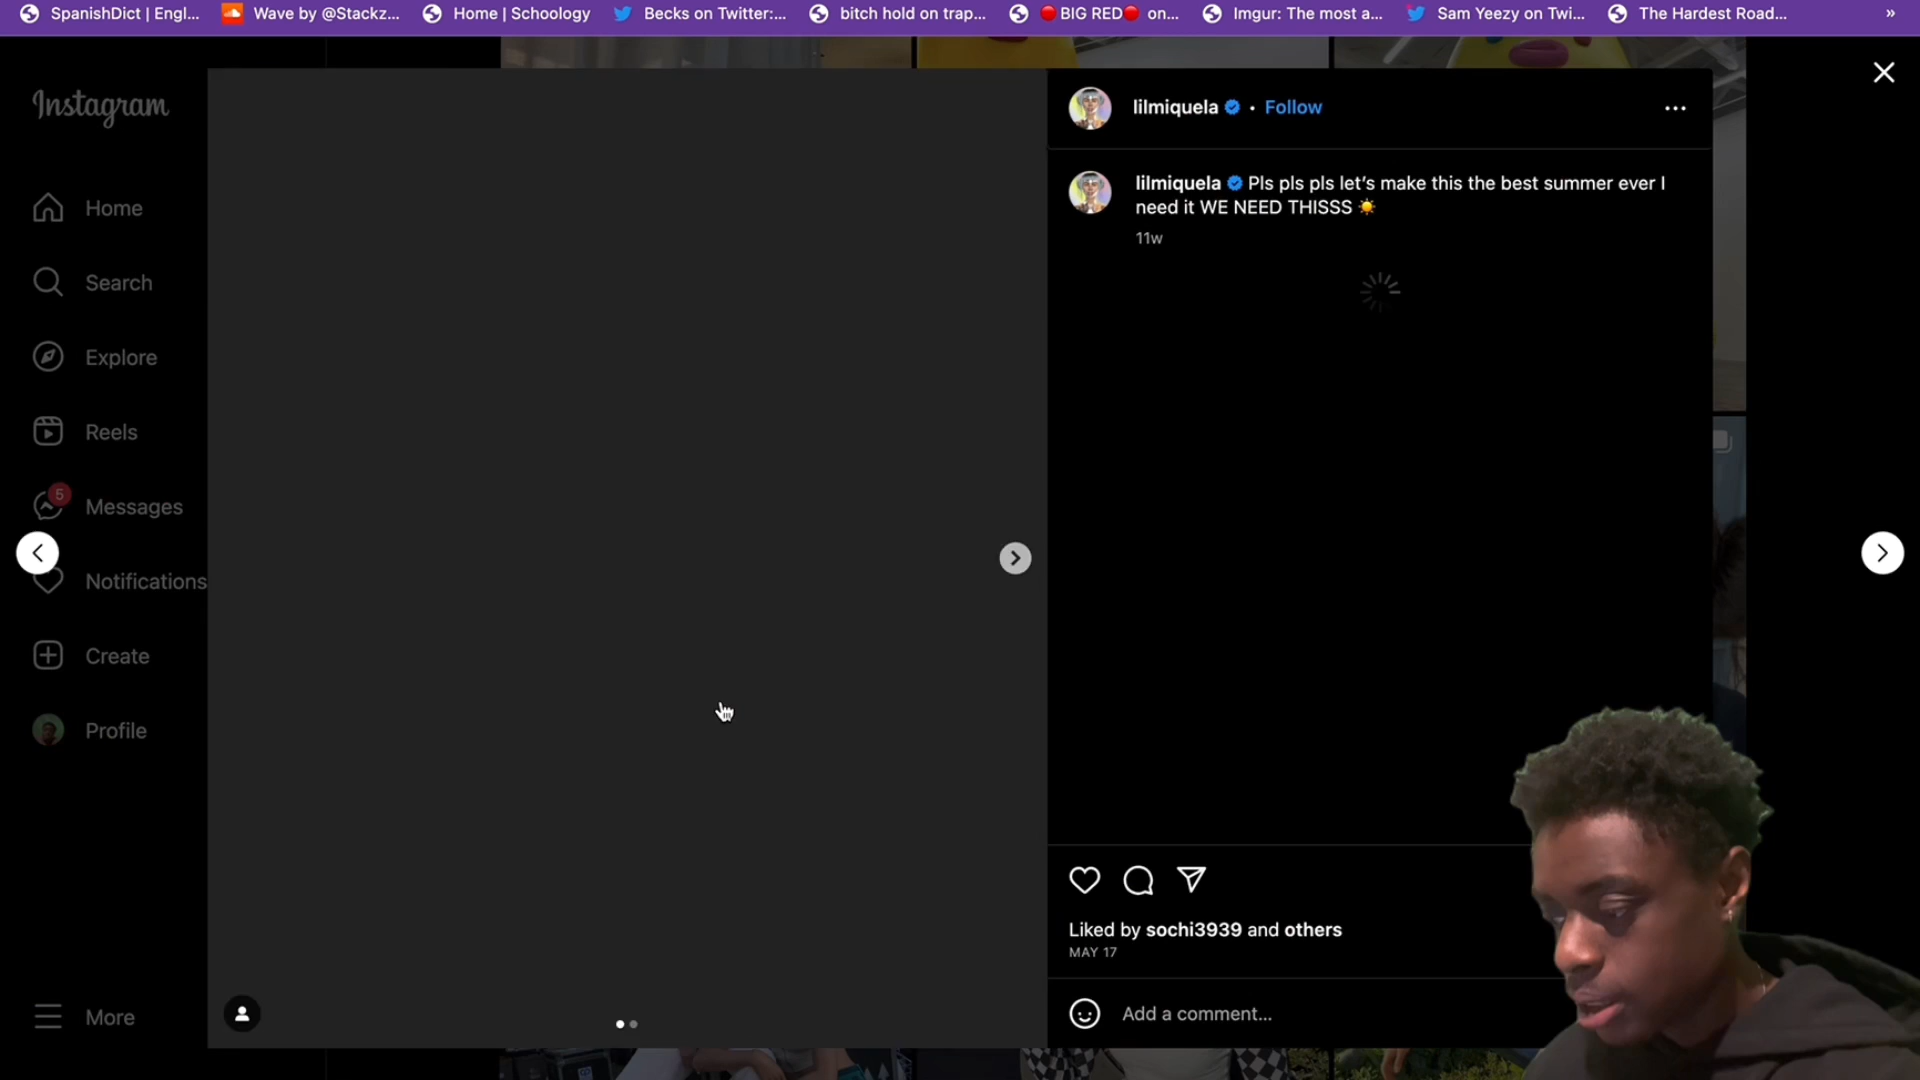 SpanishDict | Engl...
Wave by @Stackz...
Home | Schoology
Becks on Twitter:...
bitch hold on trap...
🔴BIG RED🔴 on...
Imgur: The most a...
Sam Yeezy on Twi...
The Hardest Road...
»
Instagram
Home
Search
Explore
Reels
5
Messages
Notifications
Create
Profile
More
lilmiquela • Follow
lilmiquela Pls pls pls let’s make this the best summer ever I
need it WE NEED THISSS ☀️
11w
Liked by sochi3939 and others
MAY 17
Add a comment...